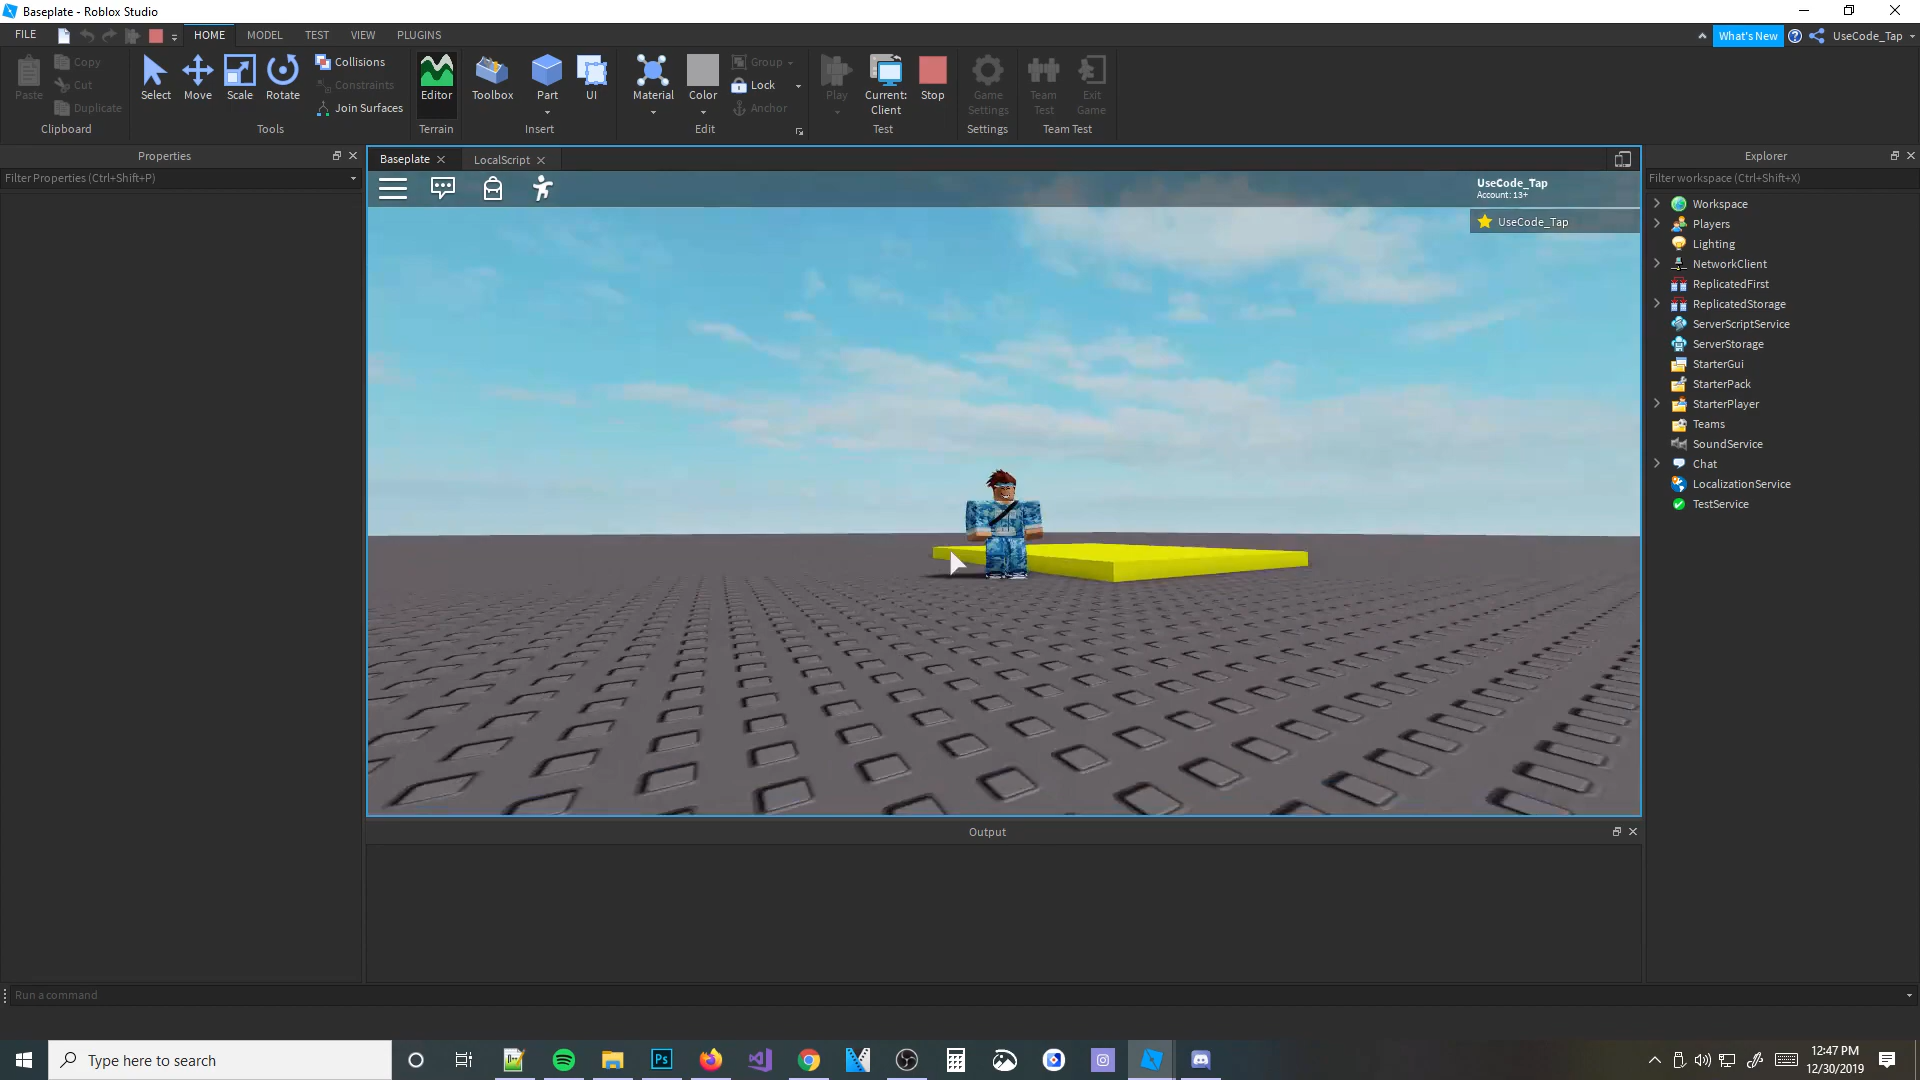 Baseplate - Roblox Studio
FILE
HOME
MODEL
TEST
VIEW
PLUGINS
What's New
UseCode_Tap
Paste
Copy
Cut
Duplicate
Clipboard
Select
Move
Scale
Rotate
Collisions
Constraints
Join Surfaces
Tools
Editor
Terrain
Toolbox
Part
UI
Insert
Material
Color
Group
Lock
Anchor
Edit
Play
Current:
Client
Stop
Test
Game
Settings
Settings
Team
Test
Exit
Game
Team Test
Properties
Filter Properties (Ctrl+Shift+P)
Baseplate
LocalScript
UseCode_Tap
Account: 13+
UseCode_Tap
Explorer
Filter workspace (Ctrl+Shift+X)
Workspace
Players
Lighting
NetworkClient
ReplicatedFirst
ReplicatedStorage
ServerScriptService
ServerStorage
StarterGui
StarterPack
StarterPlayer
Teams
SoundService
Chat
LocalizationService
TestService
Output
Run a command
Type here to search
Ps
12:47 PM
12/30/2019